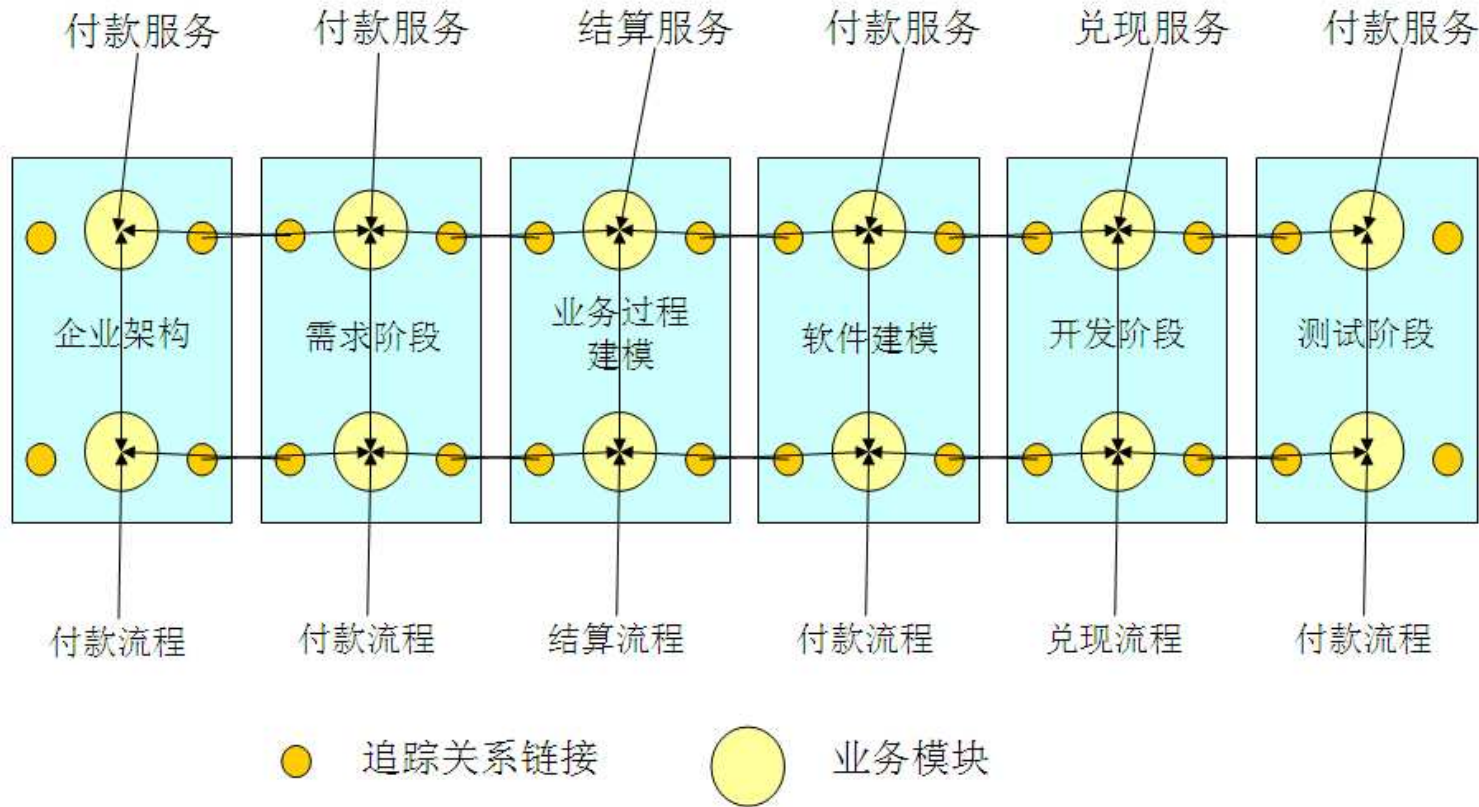 付款服务 付款服务 结算服务 付款服务 兑现服务 付款服务
企业架构 需求阶段 业务过程 软件建模 开发阶段 测试阶段
建模
付款流程 付款流程 结算流程 付款流程 兑现流程 付款流程
追踪关系链接 业务模块